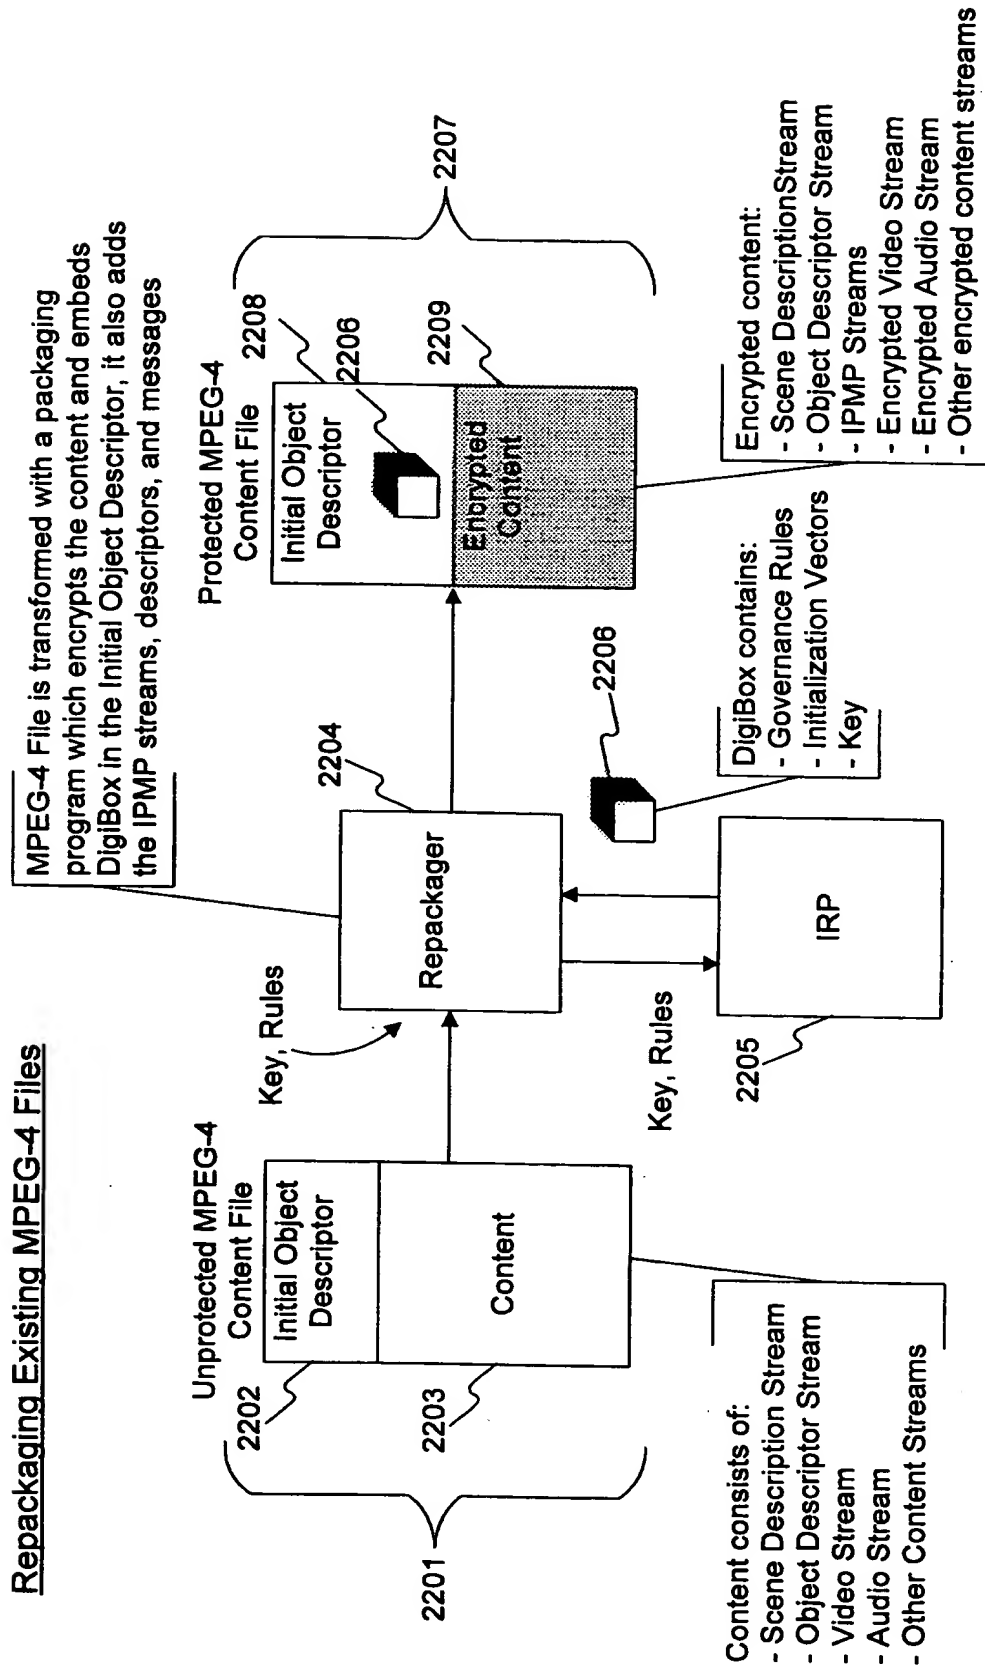 Repackaging Existing MPEG-4 Files
MPEG-4 File is transformed with a packaging
program which encrypts the content and embeds
DigiBox in the Initial Object Descriptor, it also adds
the IPMP streams, descriptors, and messages
Unprotected MPEG-4
Content File
Initial Object
Descriptor
Content
2201
2202
2203
Content consists of:
- Scene Description Stream
- Object Descriptor Stream
- Video Stream
- Audio Stream
- Other Content Streams
Key, Rules
Repackager
2204
Key, Rules
IRP
2205
2206
DigiBox contains:
- Governance Rules
- Initialization Vectors
- Key
Protected MPEG-4
Content File
Initial Object
Descriptor
Encrypted
Content
2208
2206
2209
2207
Encrypted content:
- Scene DescriptionStream
- Object Descriptor Stream
- IPMP Streams
- Encrypted Video Stream
- Encrypted Audio Stream
- Other encrypted content streams